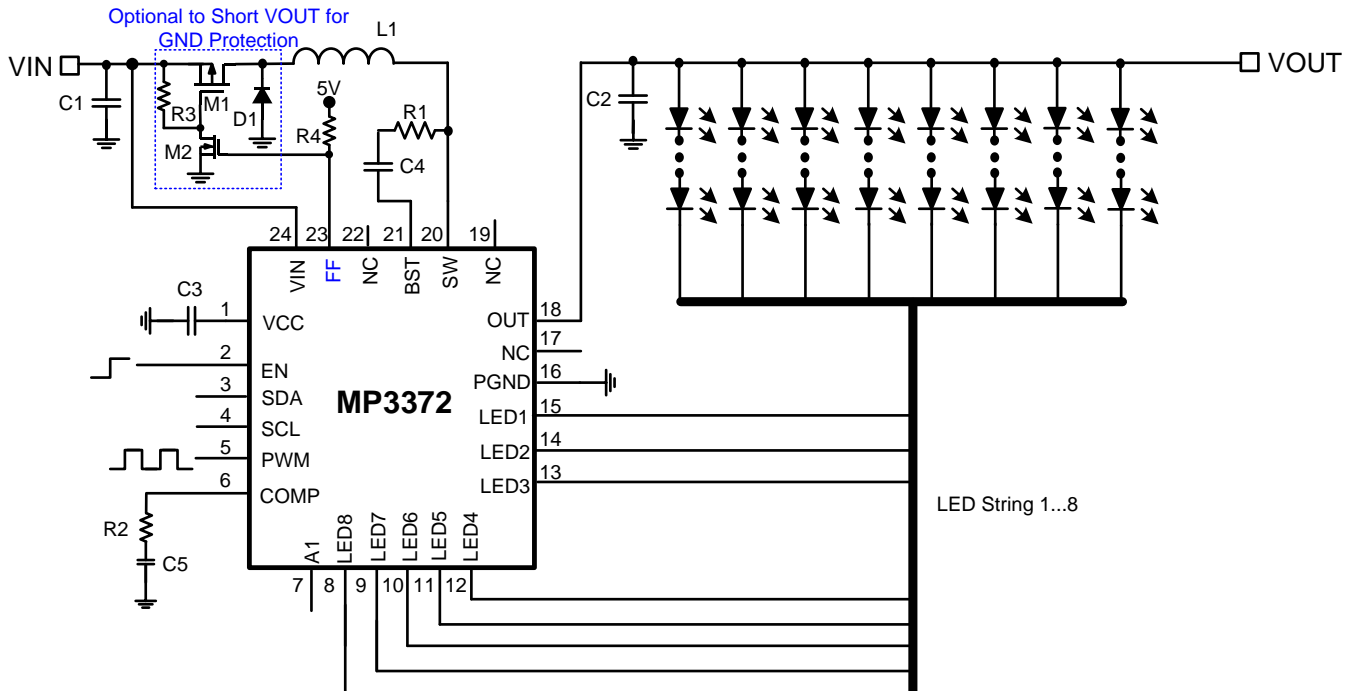 Optional to Short VOUT for
GND Protection
L1
VIN
VOUT
C1
R3
M1
D1
5V
R1
C2
R4
M2
C4
24
23
22
21
20
19
VIN
FF
NC
BST
SW
NC
C3
1
VCC
OUT
18
NC
17
2
EN
PGND
16
3
SDA
MP3372
LED1
15
4
SCL
LED2
14
5
PWM
LED3
13
6
COMP
LED String 1...8
R2
C5
A1
LED8
LED7
LED6
LED5
LED4
7
8
9
10
11
12